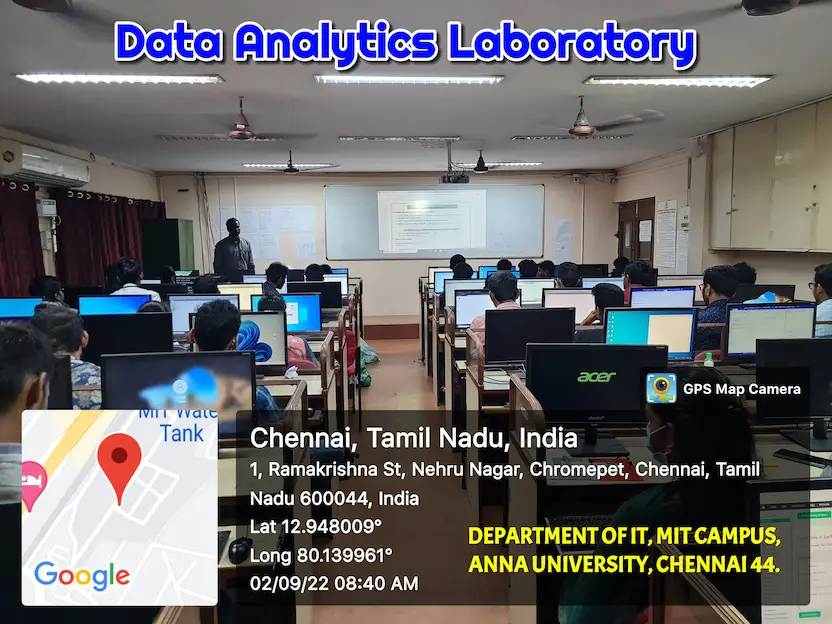 Data Analytics Laboratory
acer
GPS Map Camera
MIT Wate
Tank
Google
Chennai, Tamil Nadu, India
1, Ramakrishna St, Nehru Nagar, Chromepet, Chennai, Tamil
Nadu 600044, India
Lat 12.948009°
Long 80.139961°
02/09/22 08:40 AM
DEPARTMENT OF IT, MIT CAMPUS,
ANNA UNIVERSITY, CHENNAI 44.